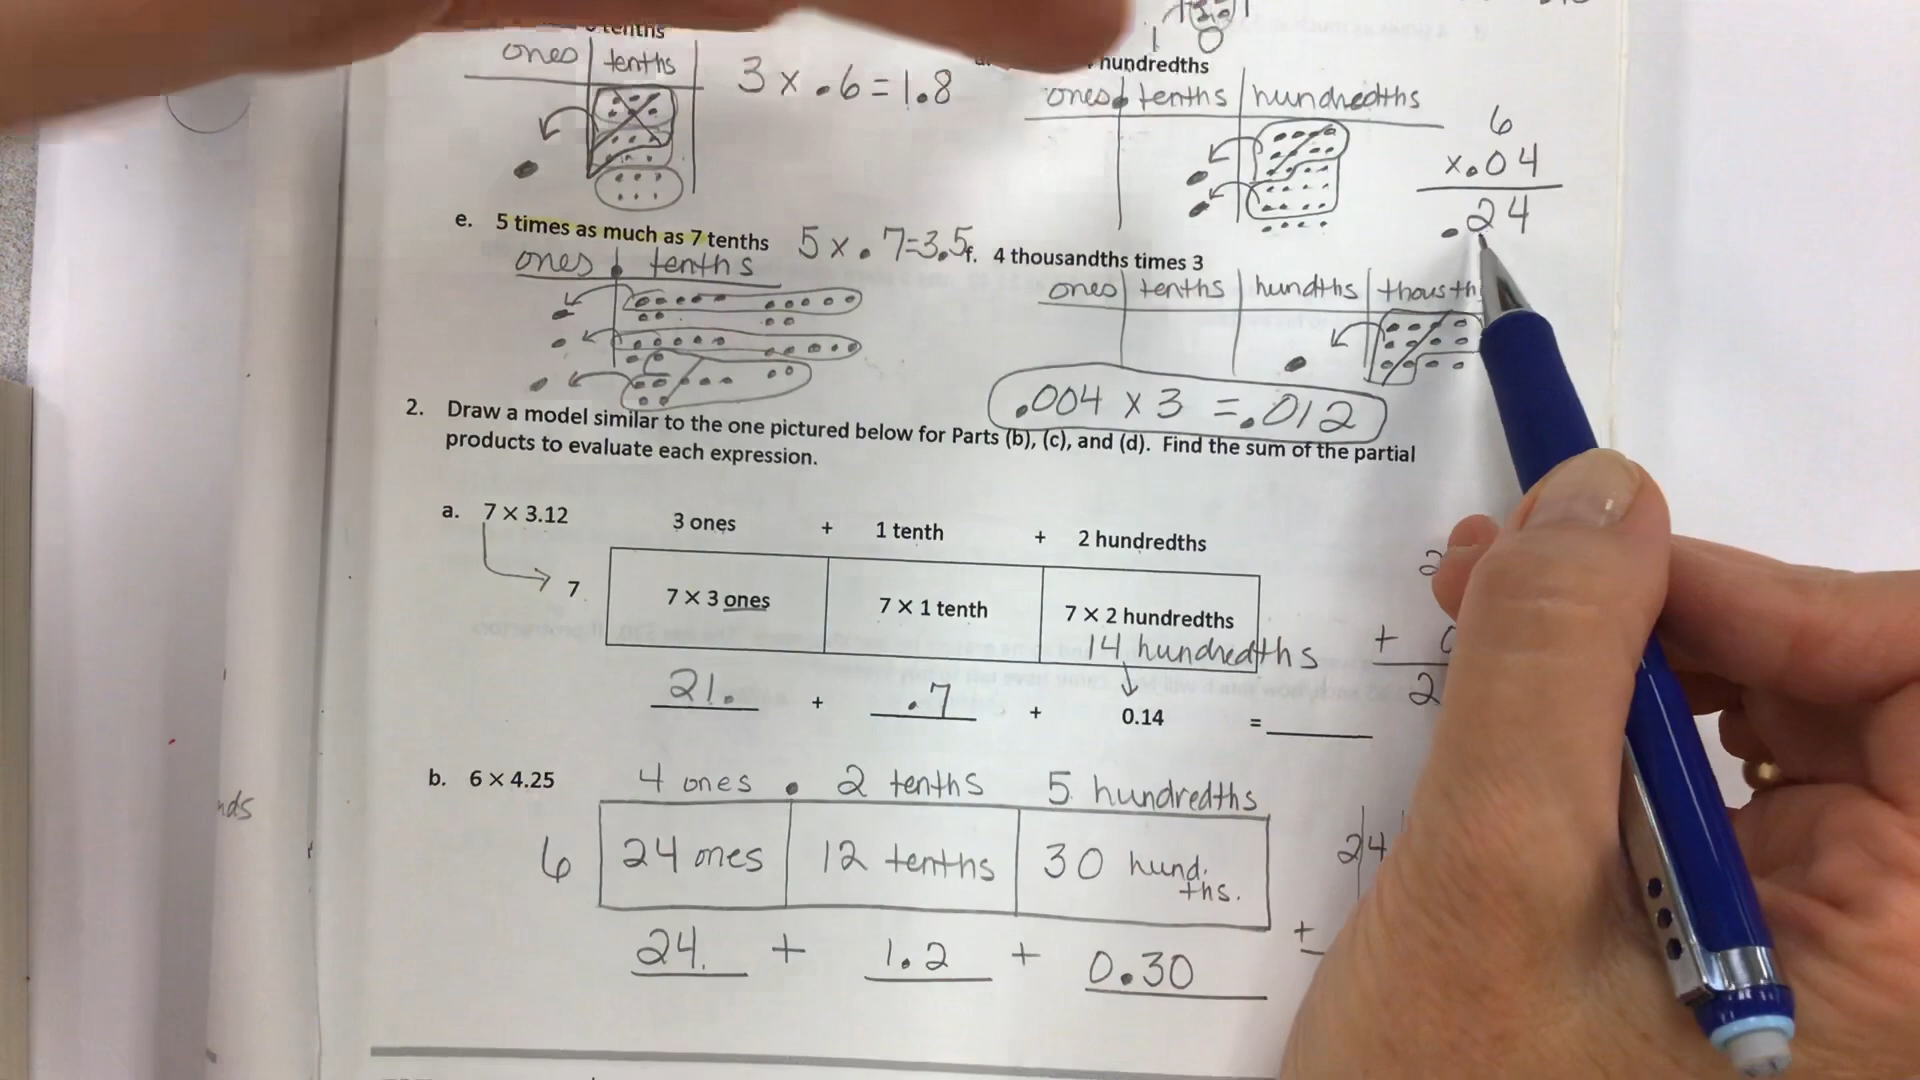 tenths
1 0
ones tenths
3 x .6=1.8
hundredths
ones. tenths hundredths
6
x.04
.24
e. 5 times as much as 7 tenths
5 x .7=3.5
ones . tenths
f. 4 thousandths times 3
ones tenths hundths thousth
.004 x 3 =.012
2. Draw a model similar to the one pictured below for Parts (b), (c), and (d). Find the sum of the partial
products to evaluate each expression.
a. 7 × 3.12
3 ones + 1 tenth + 2 hundredths
7
7 × 3 ones 7 × 1 tenth 7 × 2 hundredths
14 hundredths
21. + .7 + 0.14 =
+
2
b. 6 × 4.25
4 ones . 2 tenths 5 hundredths
6 24 ones 12 tenths 30 hund.
ths.
24
24. + 1.2 + 0.30
+
nds